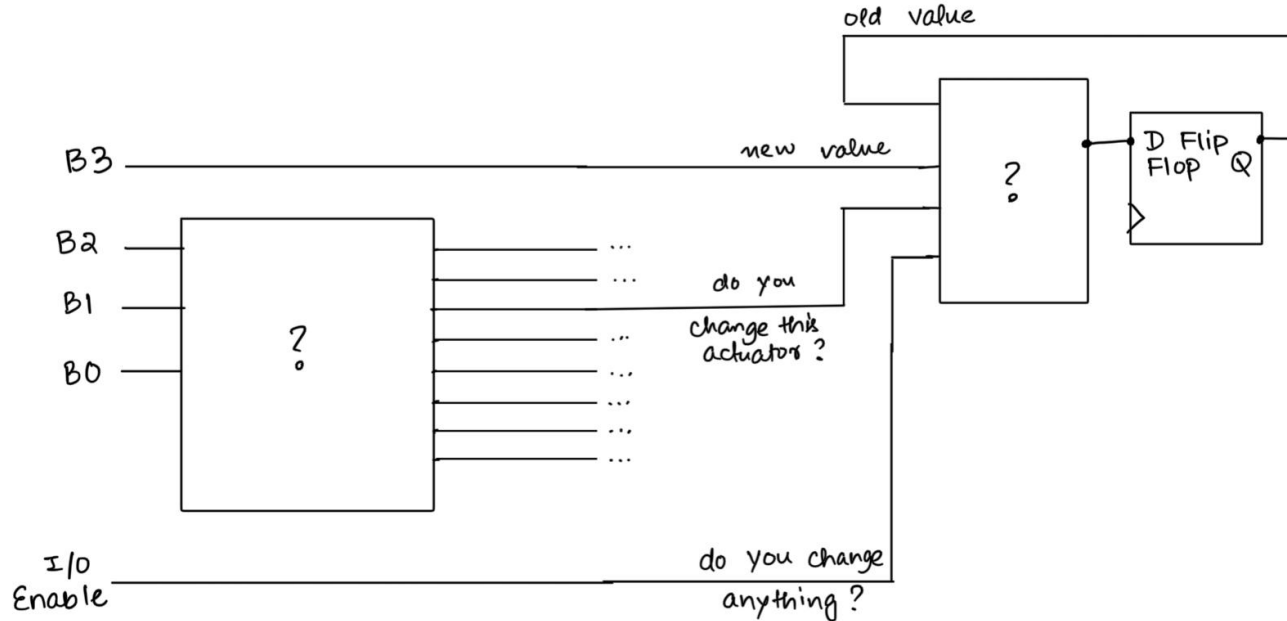 old value
B3
new value
D Flip
Flop Q
?
B2
...
...
B1
do you
change this
actuator?
?
...
B0
...
...
...
...
I/O
Enable
do you change
anything?